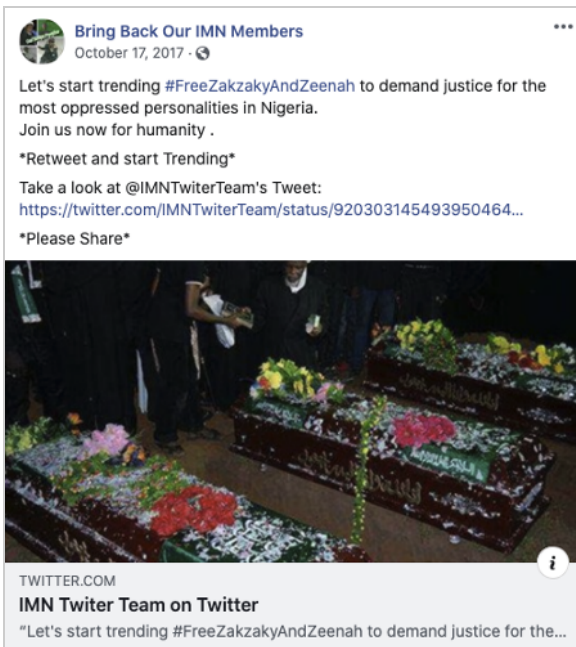 Bring Back Our IMN Members
October 17, 2017 ·
Let's start trending #FreeZakzakyAndZeenah to demand justice for the
most oppressed personalities in Nigeria.
Join us now for humanity .
*Retweet and start Trending*
Take a look at @IMNTwiterTeam's Tweet:
https://twitter.com/IMNTwiterTeam/status/920303145493950464...
*Please Share*
TWITTER.COM
IMN Twiter Team on Twitter
“Let's start trending #FreeZakzakyAndZeenah to demand justice for the...